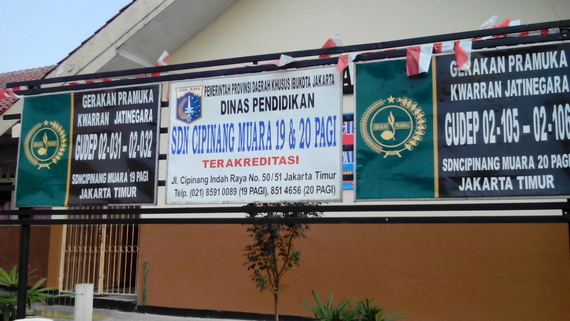 GERAKAN PRAMUKA
KWARRAN JATINEGARA
GUDEP 02-031 - 02-032
SDNCIPINANG MUARA 19 PAGI
JAKARTA TIMUR
JAYA RAYA
PEMERINTAH PROVINSI DAERAH KHUSUS IBUKOTA JAKARTA
DINAS PENDIDIKAN
SDN CIPINANG MUARA 19 & 20 PAGI
TERAKREDITASI
Jl. Cipinang Indah Raya No. 50/51 Jakarta Timur
Telp. (021) 8591 0089 (19 PAGI), 851 4656 (20 PAGI)
GERAKAN PRAMUKA
KWARRAN JATINEGARA
GUDEP 02-105 - 02-106
SDNCIPINANG MUARA 20 PAGI
JAKARTA TIMUR